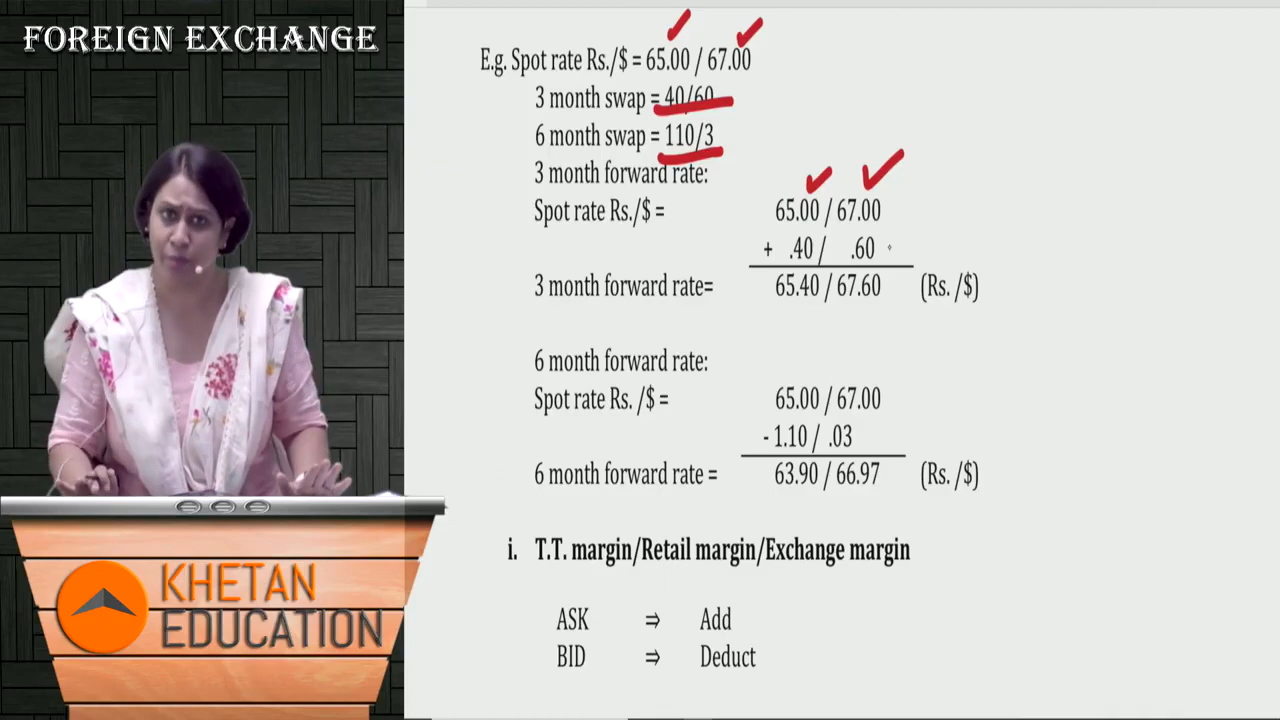 FOREIGN EXCHANGE
E.g. Spot rate Rs./$ = 65.00 / 67.00
3 month swap = 40/60
6 month swap = 110/3
3 month forward rate:
Spot rate Rs./$ = 65.00 / 67.00
+ .40 / .60
3 month forward rate= 65.40 / 67.60 (Rs. /$)
6 month forward rate:
Spot rate Rs. /$ = 65.00 / 67.00
- 1.10 / .03
6 month forward rate = 63.90 / 66.97 (Rs. /$)
i. T.T. margin/Retail margin/Exchange margin
ASK ⇒ Add
BID ⇒ Deduct
KHETAN
EDUCATION